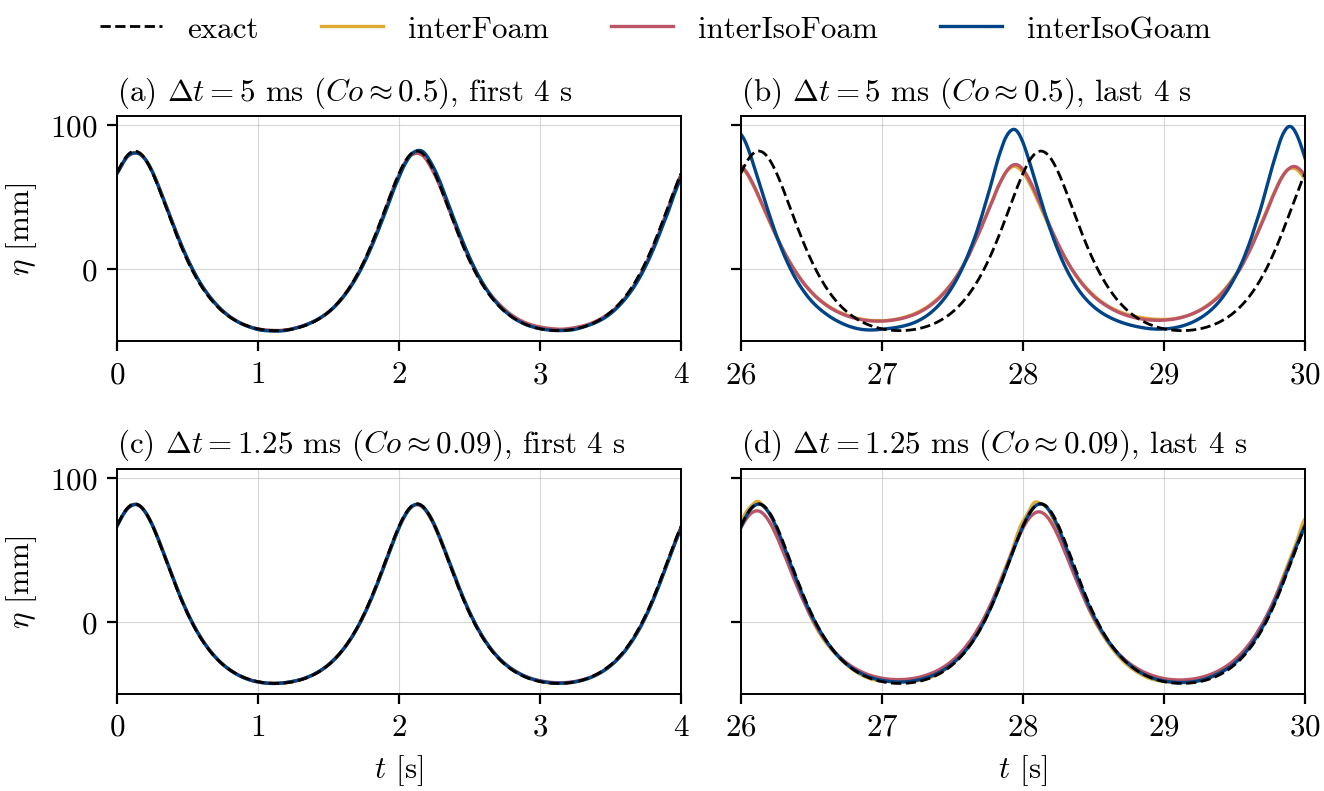 exact interFoam interIsoFoam interIsoGoam
(a) Δt = 5 ms (Co ≈ 0.5), first 4 s
(b) Δt = 5 ms (Co ≈ 0.5), last 4 s
100
0
η [mm]
0 1 2 3 4
26 27 28 29 30
(c) Δt = 1.25 ms (Co ≈ 0.09), first 4 s
(d) Δt = 1.25 ms (Co ≈ 0.09), last 4 s
100
0
η [mm]
0 1 2 3 4
26 27 28 29 30
t [s]
t [s]